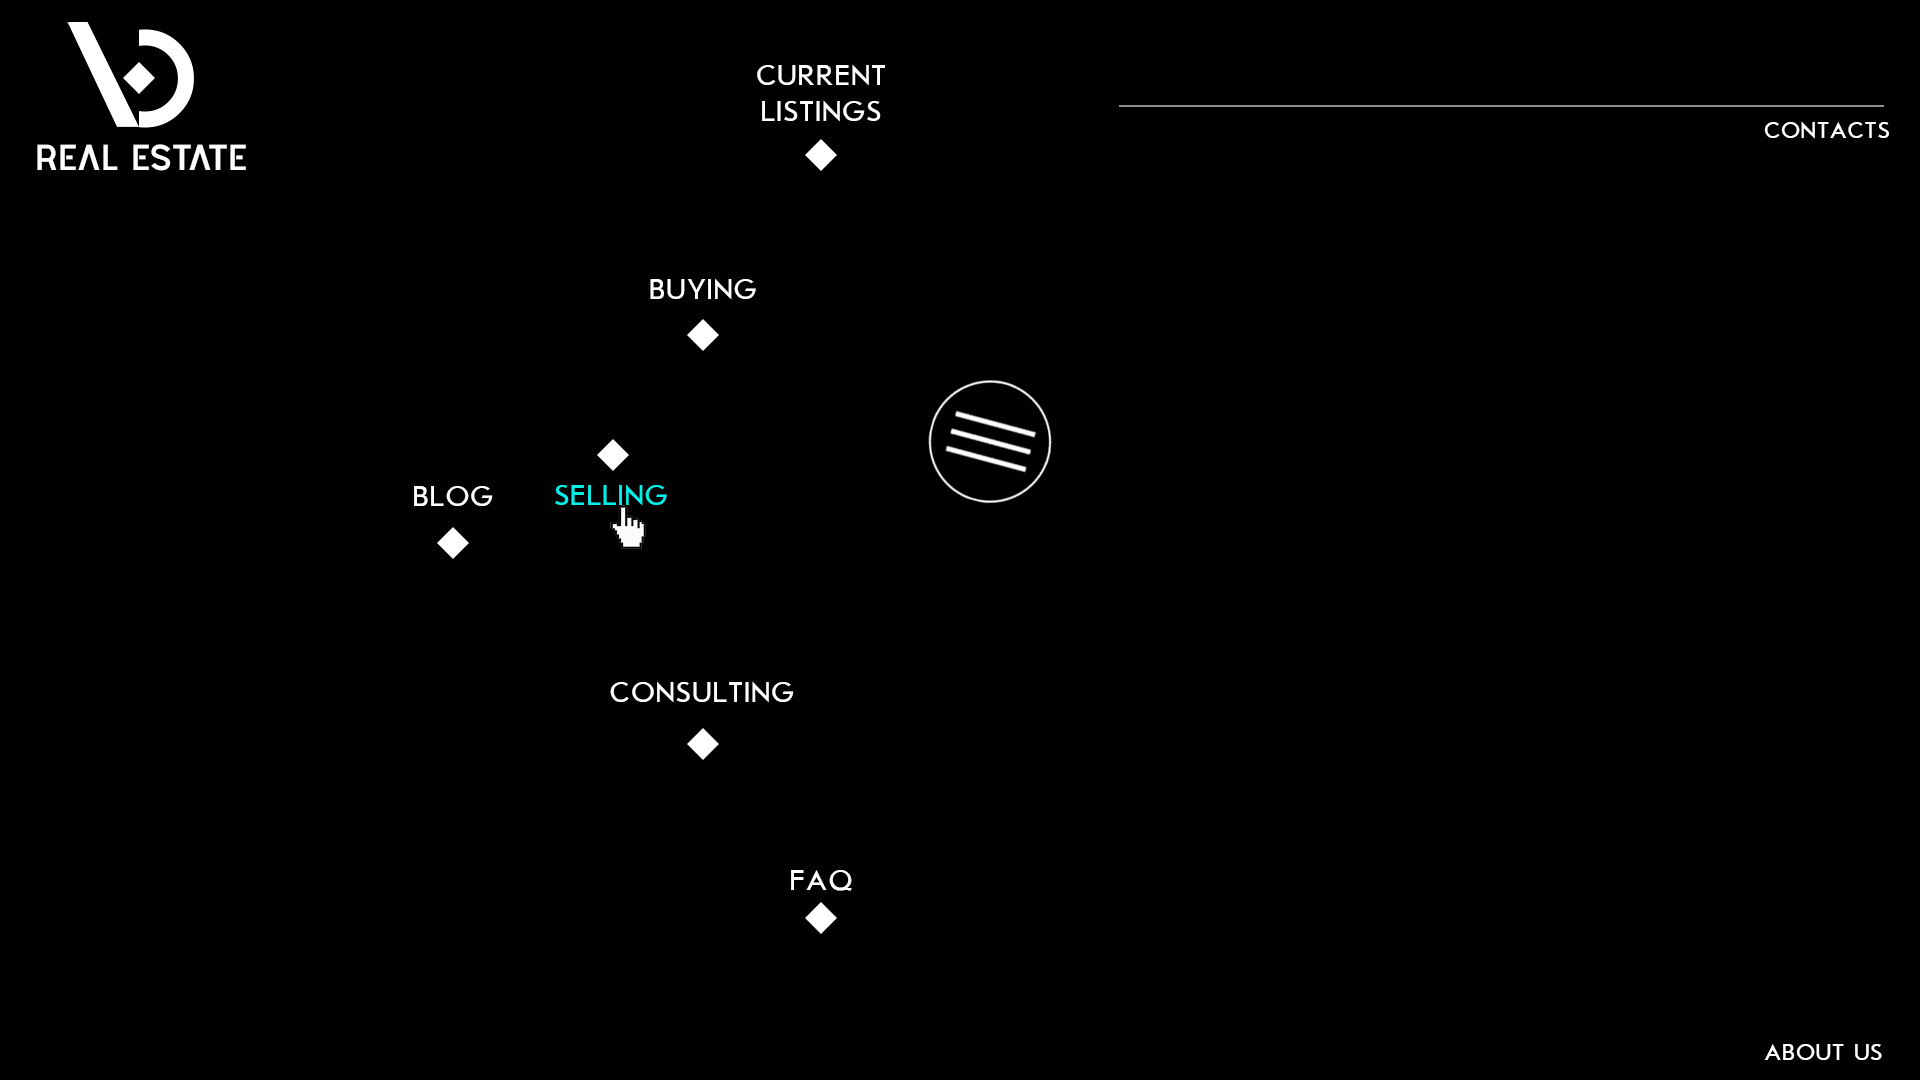 REAL ESTATE
CURRENT
LISTINGS
CONTACTS
BUYING
BLOG
SELLING
CONSULTING
FAQ
ABOUT US